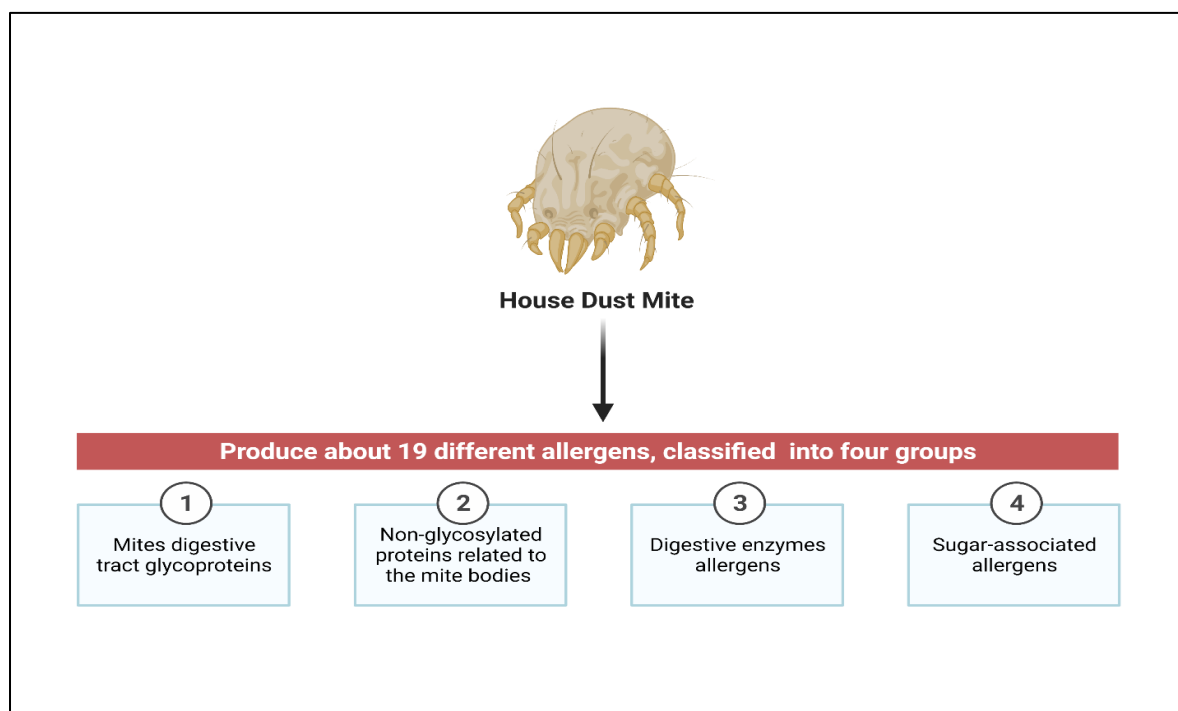 House Dust Mite
Produce about 19 different allergens, classified into four groups
1
Mites digestive
tract glycoproteins
2
Non-glycosylated
proteins related to
the mite bodies
3
Digestive enzymes
allergens
4
Sugar-associated
allergens